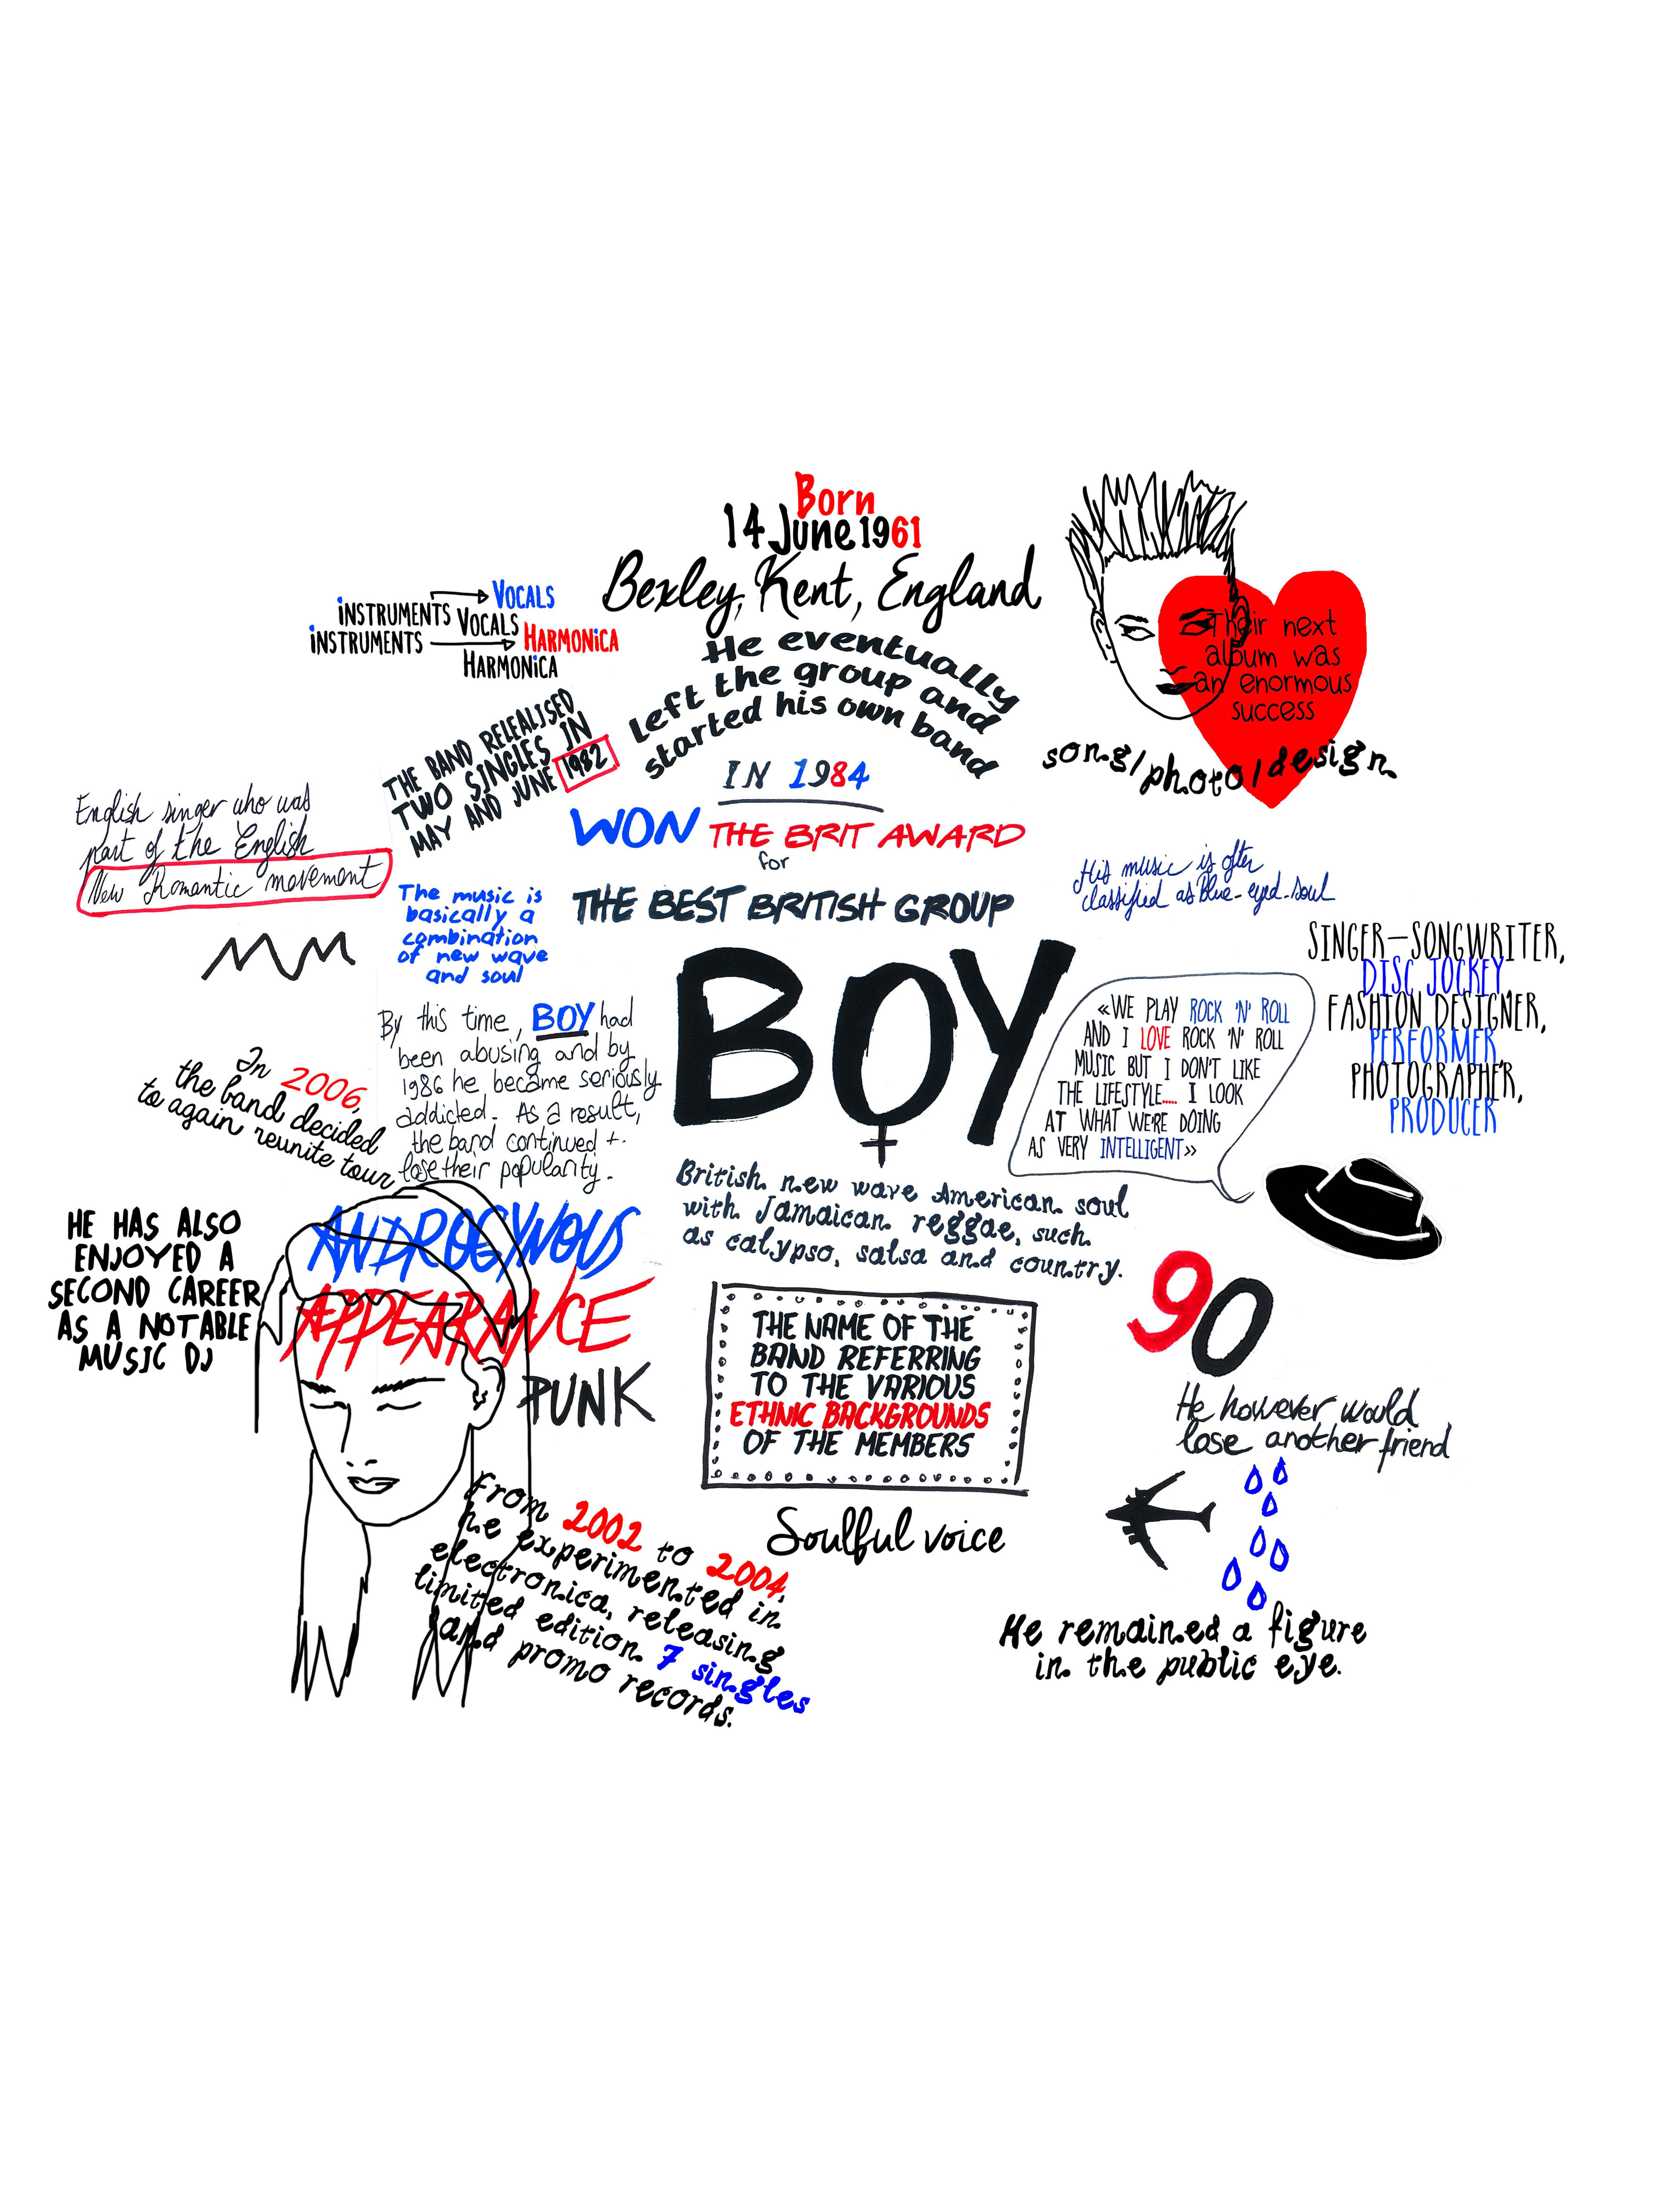 Born
14 June 1961
Bexley, Kent, England
INSTRUMENTS
VOCALS
VOCALS
INSTRUMENTS
HARMONICA
HARMONICA
He eventually
left the group and
started his own band
Their next
album was
an enormous
success
song/photo/design.
THE BAND RELEALISED
TWO SINGLES IN
MAY AND JUNE 1982
IN 1984
WON THE BRIT AWARD
for
THE BEST BRITISH GROUP
English singer who was
part of the English
New Romantic movement
The music is
basically a
combination
of new wave
and soul
His music is often
classified as Blue-eyed-soul
SINGER-SONGWRITER,
DISC JOCKEY,
FASHION DESIGNER,
PERFORMER,
PHOTOGRAPHER,
PRODUCER
BOY
«WE PLAY ROCK 'N' ROLL
AND I LOVE ROCK 'N' ROLL
MUSIC BUT I DON'T LIKE
THE LIFESTYLE..... I LOOK
AT WHAT WE'RE DOING
AS VERY INTELLIGENT»
By this time, BOY had
been abusing and by
1986 he became seriously
addicted. As a result,
the band continued t.
lose their popularity.
In 2006,
the band decided
to again reunite tour
British new wave American soul
with Jamaican reggae, such
as calypso, salsa and country.
HE HAS ALSO
ENJOYED A
SECOND CAREER
AS A NOTABLE
MUSIC DJ
ANDROGYNOUS
APPEARANCE
PUNK
THE NAME OF THE
BAND REFERRING
TO THE VARIOUS
ETHNIC BACKGROUNDS
OF THE MEMBERS
90
He however would
lose another friend
Soulful voice
From 2002 to 2004,
he experimented in
electronica, releasing
limited edition 7 singles
and promo records.
He remained a figure
in the public eye.